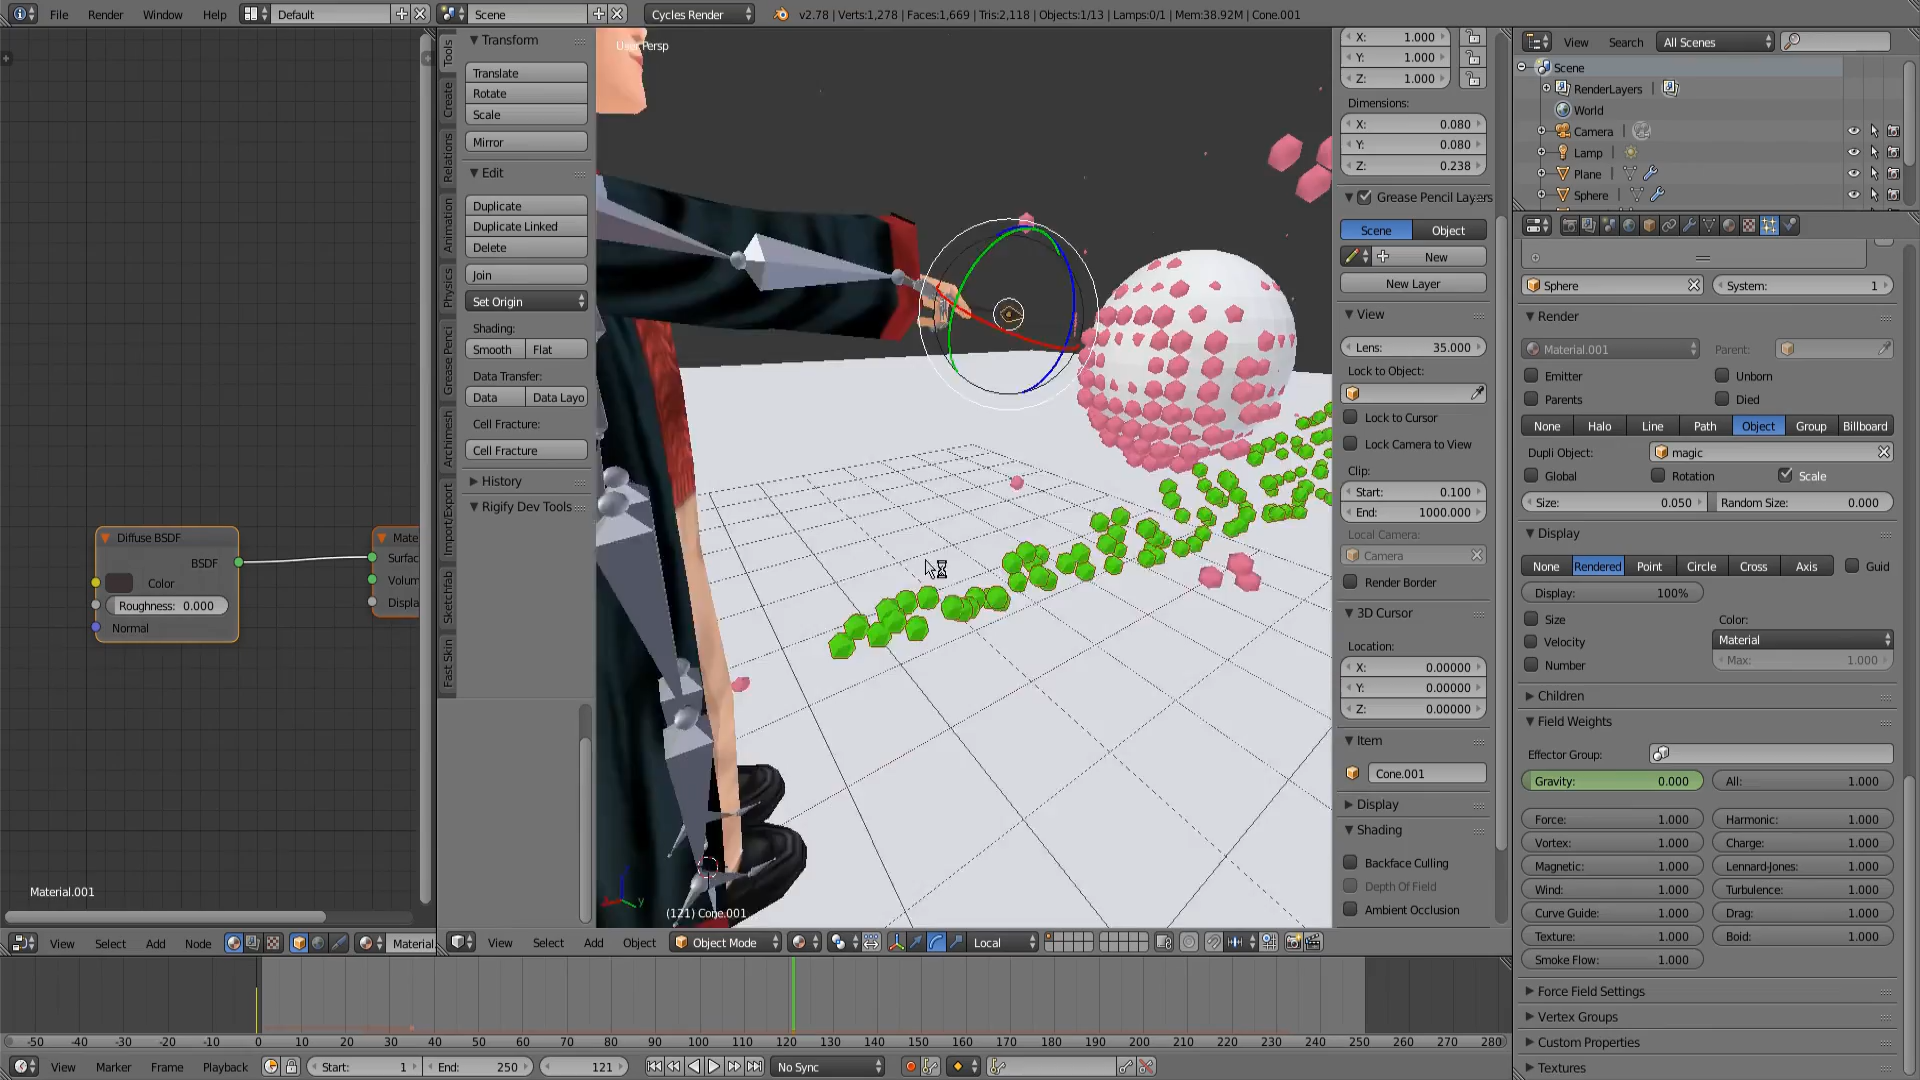 File Render Window Help Default Scene Cycles Render v2.78 | Verts:1,278 | Faces:1,669 | Tris:2,118 | Objects:1/13 | Lamps:0/1 | Mem:38.92M | Cone.001
Diffuse BSDF
BSDF
Color
Roughness: 0.000
Normal
Mate
Surfac
Volum
Displa
Material.001
View Select Add Node Material
Tools
Create
Relations
Animation
Physics
Grease Penci
Archimesh
Import/Export
Sketchfab
Fast Skin
Transform
Translate
Rotate
Scale
Mirror
Edit
Duplicate
Duplicate Linked
Delete
Join
Set Origin
Shading:
Smooth Flat
Data Transfer:
Data Data Layo
Cell Fracture:
Cell Fracture
History
Rigify Dev Tools
User Persp
(121) Cone.001
View Select Add Object Object Mode Local
X: 1.000
Y: 1.000
Z: 1.000
Dimensions:
X: 0.080
Y: 0.080
Z: 0.238
Grease Pencil Layers
Scene Object
New
New Layer
View
Lens: 35.000
Lock to Object:
Lock to Cursor
Lock Camera to View
Clip:
Start: 0.100
End: 1000.000
Local Camera:
Camera
Render Border
3D Cursor
Location:
X: 0.00000
Y: 0.00000
Z: 0.00000
Item
Cone.001
Display
Shading
Backface Culling
Depth Of Field
Ambient Occlusion
View Search All Scenes
Scene
RenderLayers
World
Camera
Lamp
Plane
Sphere
Sphere System: 1
Render
Material.001 Parent:
Emitter Unborn
Parents Died
None Halo Line Path Object Group Billboard
Dupli Object: magic
Global Rotation Scale
Size: 0.050 Random Size: 0.000
Display
None Rendered Point Circle Cross Axis Guid
Display: 100%
Size Color:
Velocity Material
Number Max: 1.000
Children
Field Weights
Effector Group:
Gravity: 0.000 All: 1.000
Force: 1.000 Harmonic: 1.000
Vortex: 1.000 Charge: 1.000
Magnetic: 1.000 Lennard-Jones: 1.000
Wind: 1.000 Turbulence: 1.000
Curve Guide: 1.000 Drag: 1.000
Texture: 1.000 Boid: 1.000
Smoke Flow: 1.000
Force Field Settings
Vertex Groups
Custom Properties
Textures
-50 -40 -30 -20 -10 0 10 20 30 40 50 60 70 80 90 100 110 120 130 140 150 160 170 180 190 200 210 220 230 240 250 260 270 280
View Marker Frame Playback Start: 1 End: 250 121 No Sync